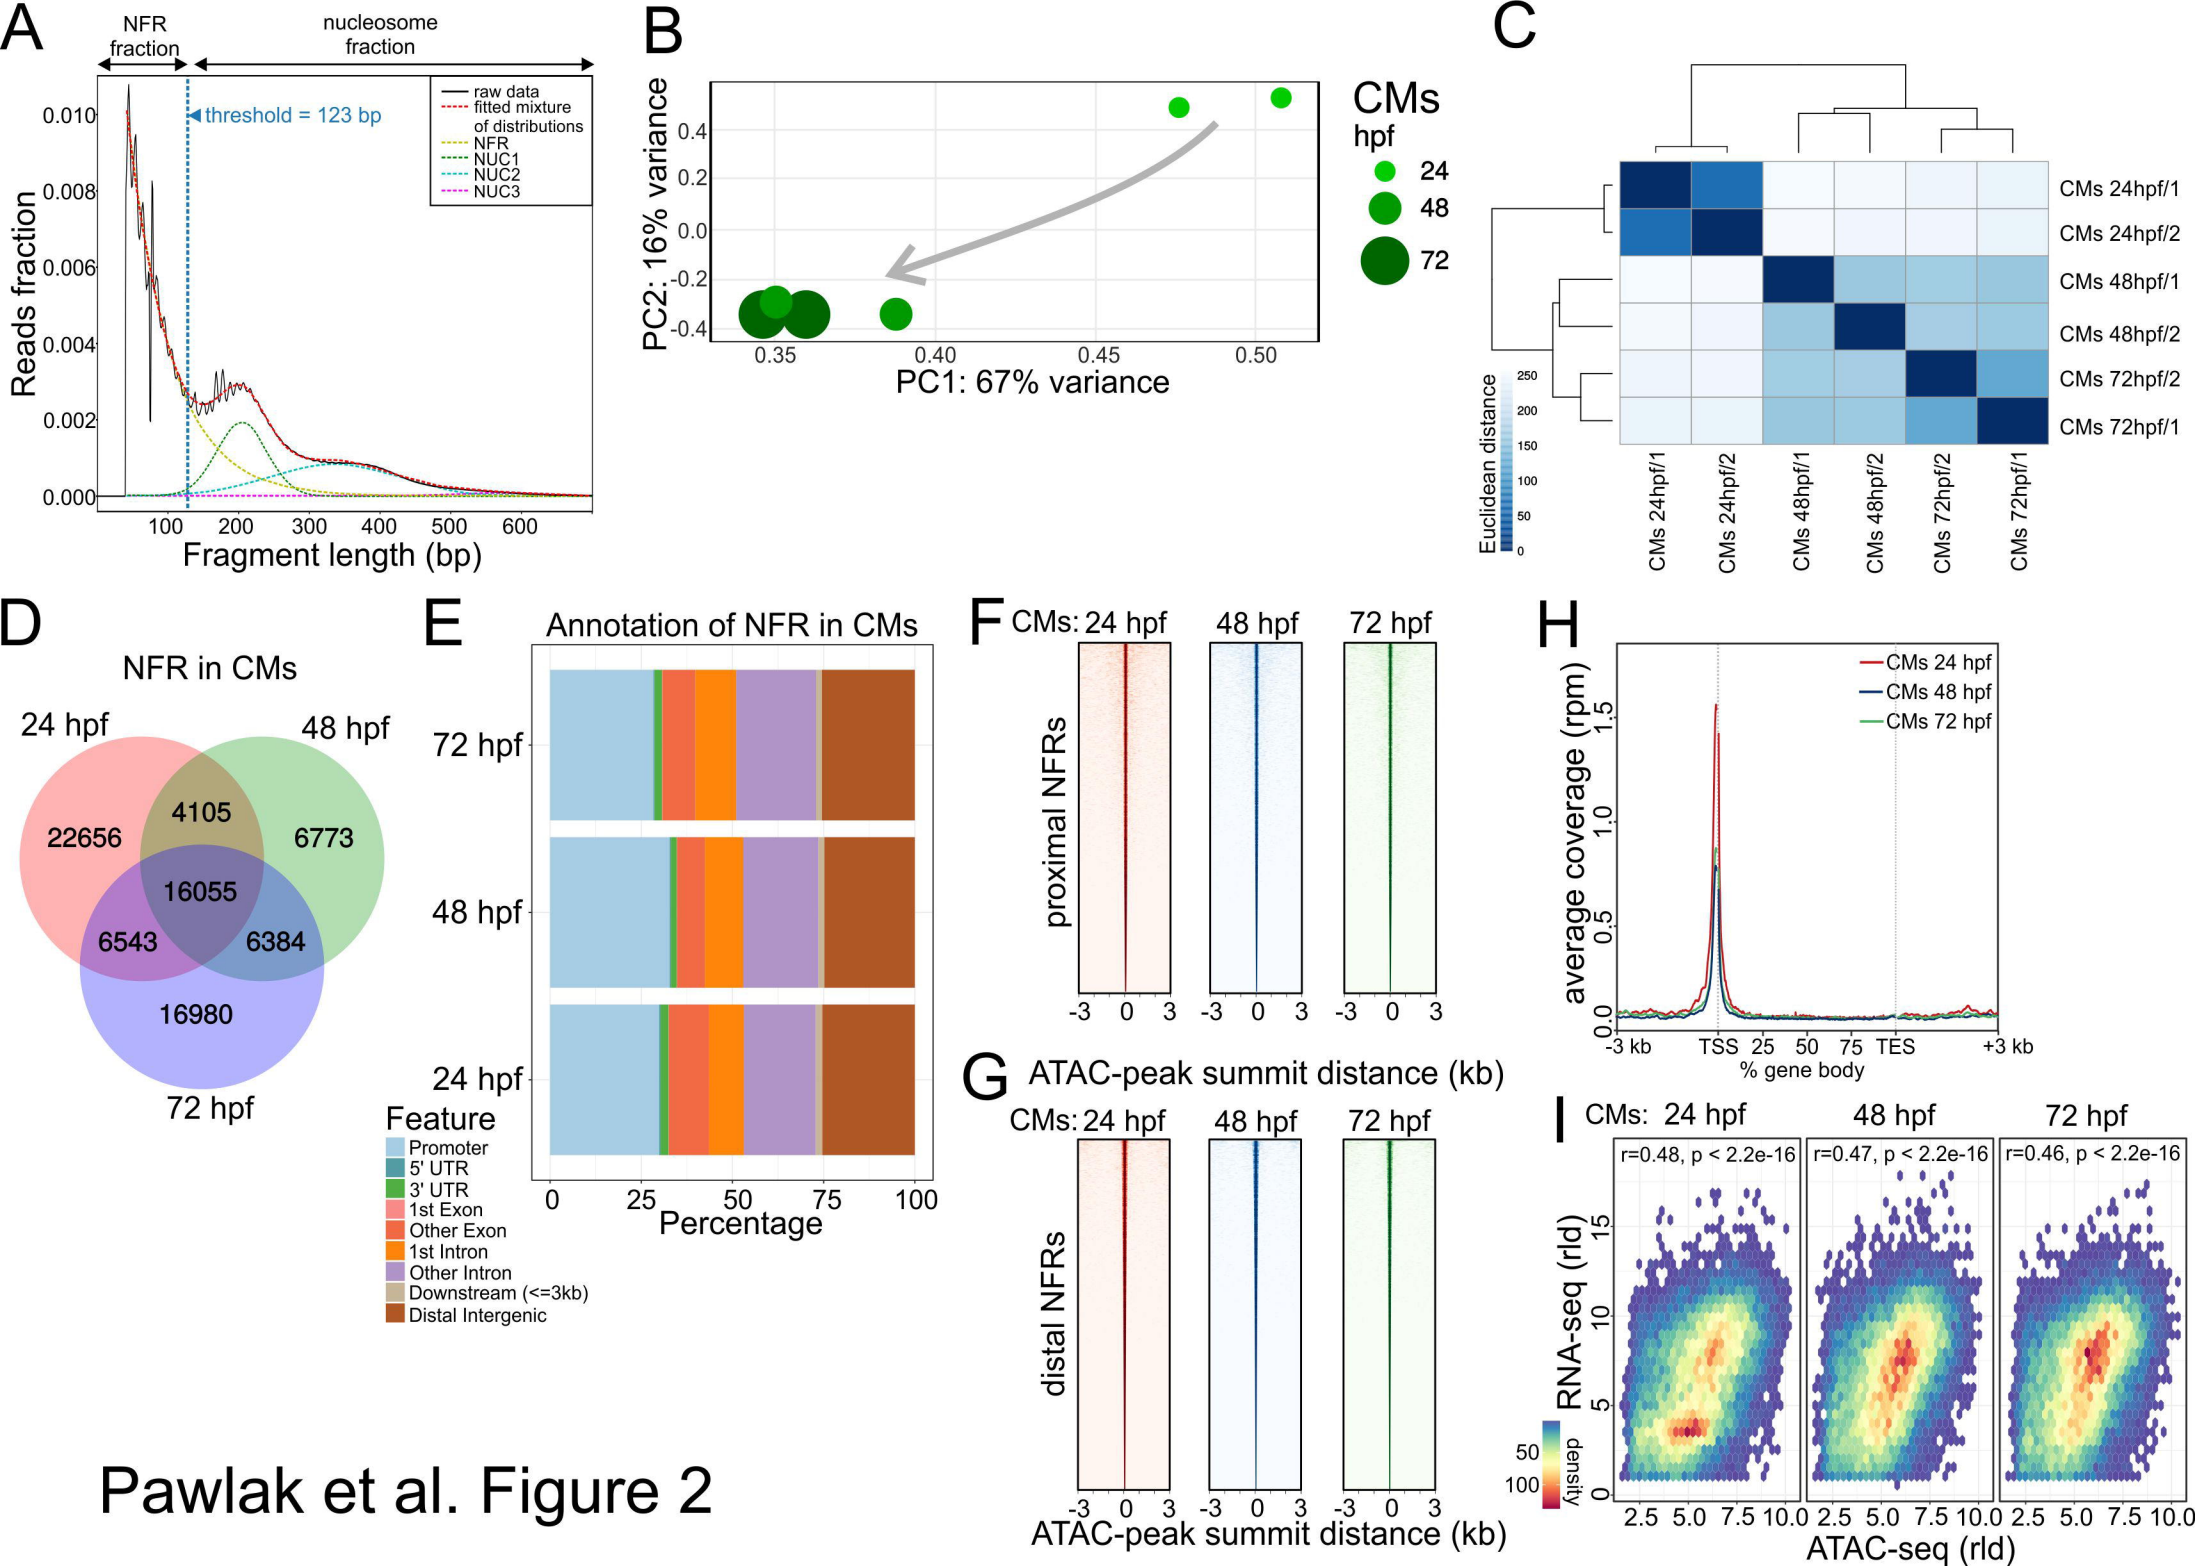 A
NFR
fraction
nucleosome
fraction
threshold = 123 bp
raw data
fitted mixture
of distributions
NFR
NUC1
NUC2
NUC3
Reads fraction
0.010
0.008
0.006
0.004
0.002
0.000
100 200 300 400 500 600
Fragment length (bp)
B
PC2: 16% variance
0.4
0.2
0.0
-0.2
-0.4
0.35 0.40 0.45 0.50
PC1: 67% variance
CMs
hpf
24
48
72
C
CMs 24hpf/1
CMs 24hpf/2
CMs 48hpf/1
CMs 48hpf/2
CMs 72hpf/2
CMs 72hpf/1
Euclidean distance
250
200
150
100
50
0
CMs 24hpf/1
CMs 24hpf/2
CMs 48hpf/1
CMs 48hpf/2
CMs 72hpf/2
CMs 72hpf/1
D
NFR in CMs
24 hpf
48 hpf
4105
22656
6773
16055
6543
6384
16980
72 hpf
E
Annotation of NFR in CMs
72 hpf
48 hpf
24 hpf
0 25 50 75 100
Percentage
Feature
Promoter
5' UTR
3' UTR
1st Exon
Other Exon
1st Intron
Other Intron
Downstream (<=3kb)
Distal Intergenic
F
CMs: 24 hpf 48 hpf 72 hpf
proximal NFRs
-3 0 3 -3 0 3 -3 0 3
ATAC-peak summit distance (kb)
G
CMs: 24 hpf 48 hpf 72 hpf
distal NFRs
-3 0 3 -3 0 3 -3 0 3
ATAC-peak summit distance (kb)
H
CMs 24 hpf
CMs 48 hpf
CMs 72 hpf
average coverage (rpm)
1.5
1.0
0.5
0.0
-3 kb TSS 25 50 75 TES +3 kb
% gene body
I
CMs: 24 hpf 48 hpf 72 hpf
r=0.48, p < 2.2e-16
r=0.47, p < 2.2e-16
r=0.46, p < 2.2e-16
RNA-seq (rld)
15
10
5
0
50
100
density
2.5 5.0 7.5 10.0 2.5 5.0 7.5 10.0 2.5 5.0 7.5 10.0
ATAC-seq (rld)
Pawlak et al. Figure 2